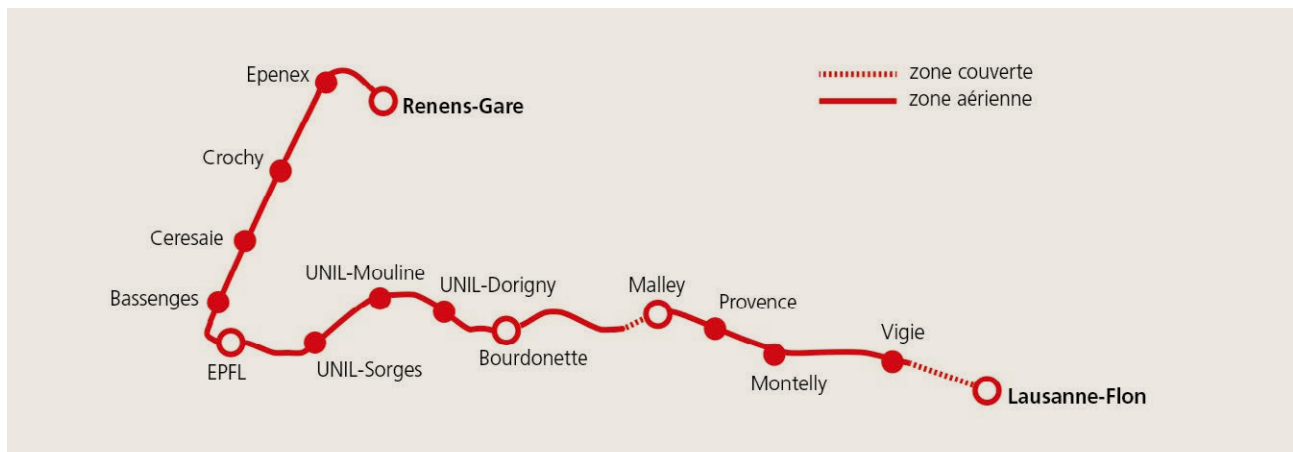 Epenex
Renens-Gare
zone couverte
zone aérienne
Crochy
Ceresaie
Bassenges
EPFL
UNIL-Sorges
UNIL-Mouline
UNIL-Dorigny
Bourdonette
Malley
Provence
Montelly
Vigie
Lausanne-Flon